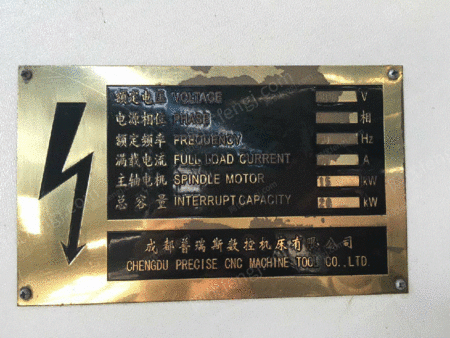 额定电压 VOLTAGE V
电源相位 PHASE 相
额定频率 FREQUENCY Hz
满载电流 FULL LOAD CURRENT A
主轴电机 SPINDLE MOTOR 15 kW
总容量 INTERRUPT CAPACITY kW
成都普瑞斯数控机床有限公司
CHENGDU PRECISE CNC MACHINE TOOL CO.,LTD.